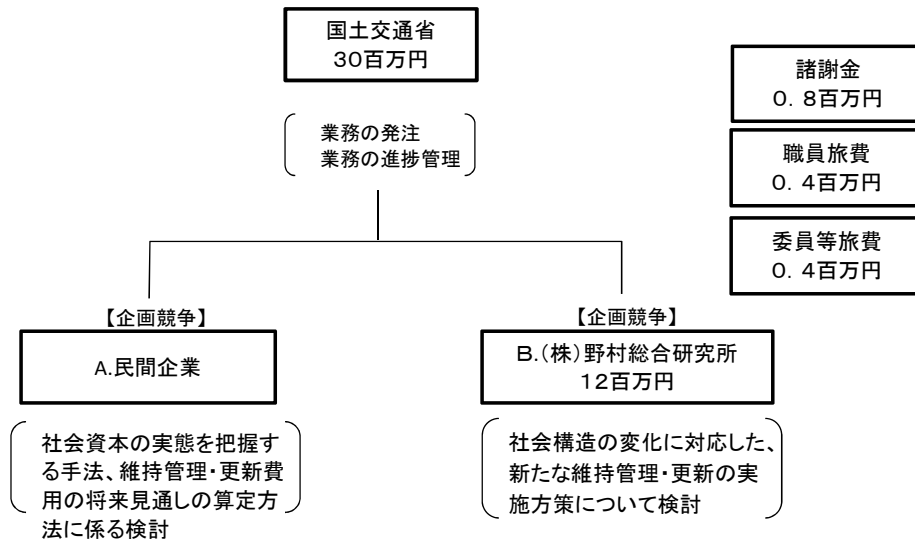 国土交通省
30百万円
諸謝金
０．８百万円
職員旅費
０．４百万円
委員等旅費
０．４百万円
業務の発注
業務の進捗管理
【企画競争】
A.民間企業
社会資本の実態を把握す
る手法、維持管理・更新費
用の将来見通しの算定方
法に係る検討
【企画競争】
Ｂ.（株）野村総合研究所
１２百万円
社会構造の変化に対応した、
新たな維持管理・更新の実
施方策について検討